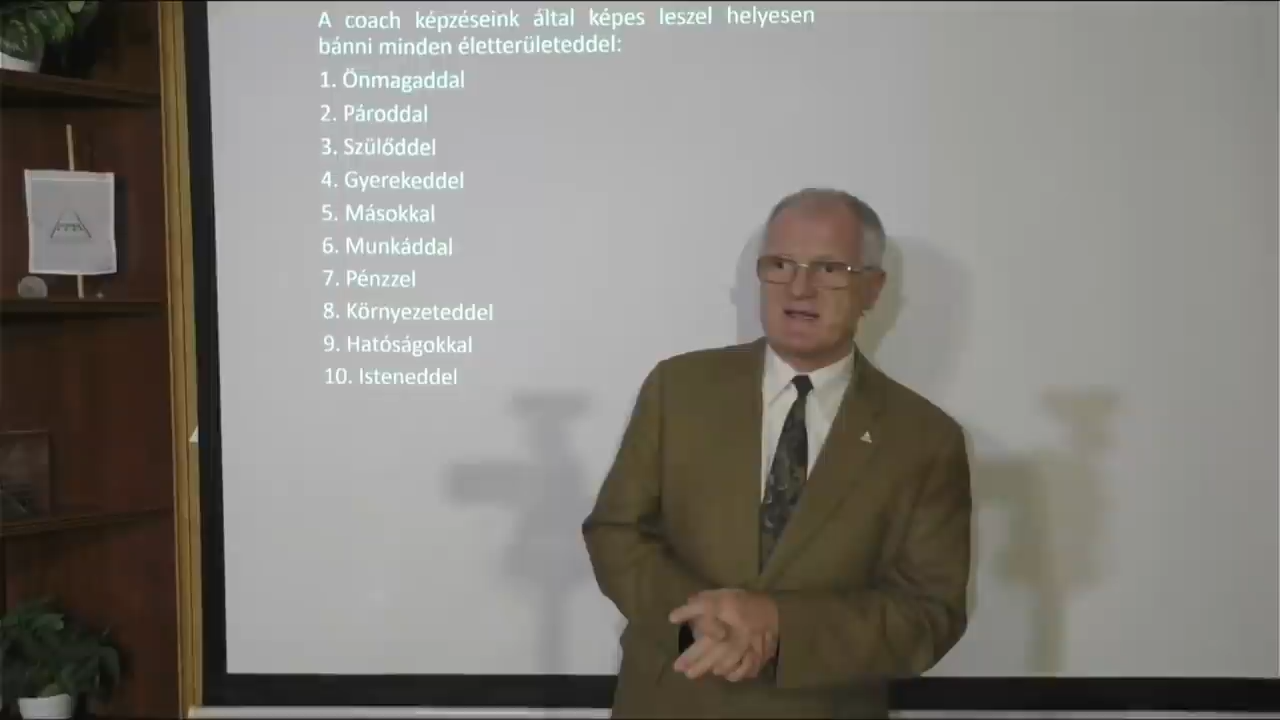 A coach képzéseink által képes leszel helyesen
bánni minden életterületeddel:
1. Önmagaddal
2. Pároddal
3. Szülőddel
4. Gyerekeddel
5. Másokkal
6. Munkáddal
7. Pénzzel
8. Környezeteddel
9. Hatóságokkal
10. Isteneddel